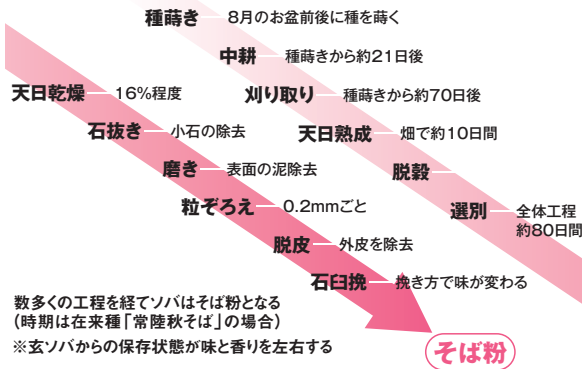 種蒔き 8月のお盆前後に種を蒔く
中耕 種蒔きから約21日後
刈り取り 種蒔きから約70日後
天日熟成 畑で約10日間
脱穀
選別 全体工程
約80日間
天日乾燥 16%程度
石抜き 小石の除去
磨き 表面の泥除去
粒ぞろえ 0.2mmごと
脱皮 外皮を除去
石臼挽 挽き方で味が変わる
そば粉
数多くの工程を経てソバはそば粉となる
(時期は在来種「常陸秋そば」の場合)
※玄ソバからの保存状態が味と香りを左右する